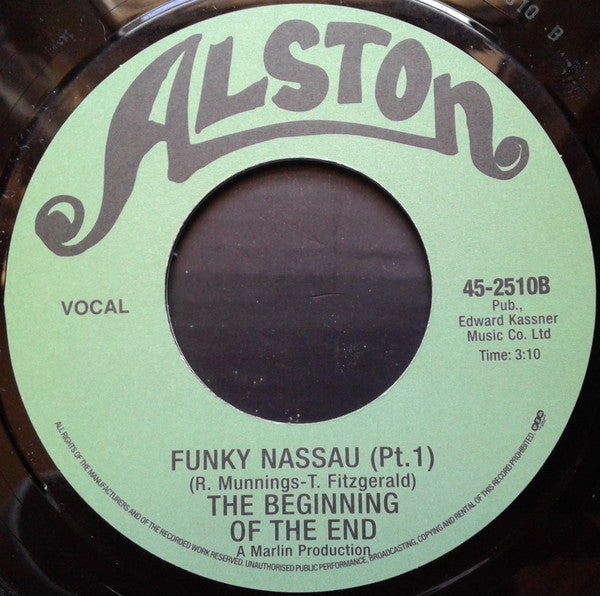 510 B
ALSTON
VOCAL
45-2510B
Pub.,
Edward Kassner
Music Co. Ltd
Time: 3:10
FUNKY NASSAU (Pt.1)
(R. Munnings-T. Fitzgerald)
THE BEGINNING
OF THE END
A Marlin Production
ALL RIGHTS OF THE MANUFACTURERS AND OF THE RECORDED WORK RESERVED. UNAUTHORISED PUBLIC PERFORMANCE, BROADCASTING, COPYING AND RENTAL OF THIS RECORD PROHIBITED.